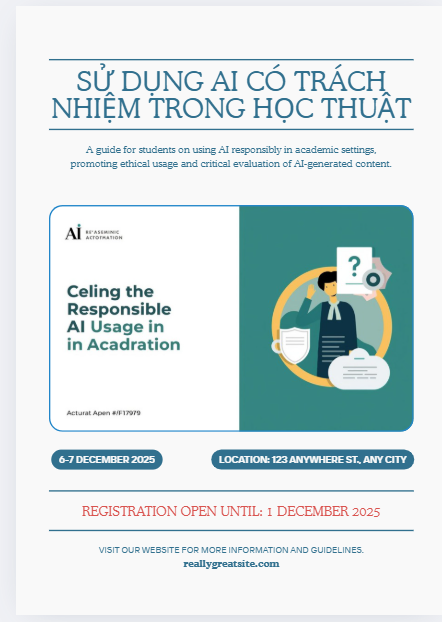 SỬ DỤNG AI CÓ TRÁCH
NHIỆM TRONG HỌC THUẬT
A guide for students on using AI responsibly in academic settings,
promoting ethical usage and critical evaluation of AI-generated content.
Ai
RE'ASEMINIC
ACTOFMATION
Celing the
Responsible
AI Usage in
in Acadration
?
Acturat Apen #/F17979
6-7 DECEMBER 2025
LOCATION: 123 ANYWHERE ST., ANY CITY
REGISTRATION OPEN UNTIL: 1 DECEMBER 2025
VISIT OUR WEBSITE FOR MORE INFORMATION AND GUIDELINES.
reallygreatsite.com